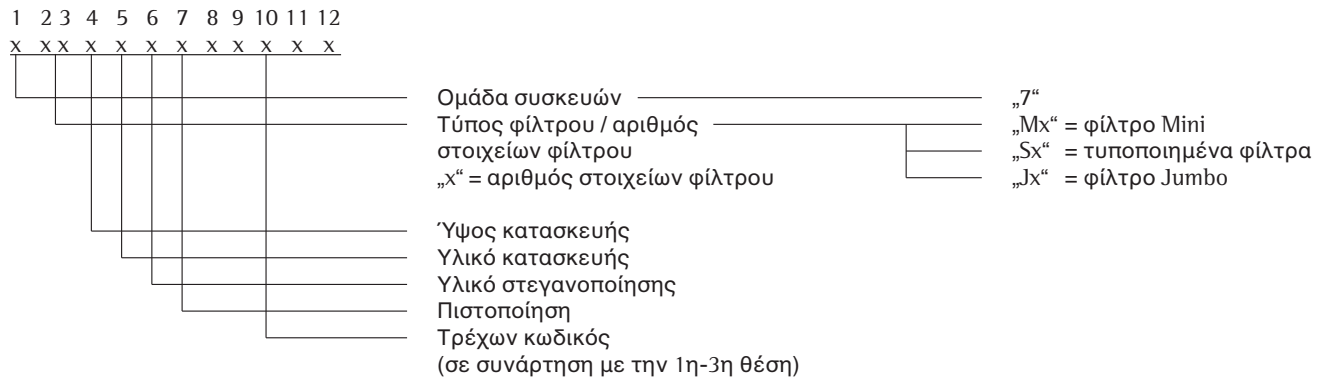 1 2 3 4 5 6 7 8 9 10 11 12
x x x x x x x x x x x x
Ομάδα συσκευών „7“
Τύπος φίλτρου / αριθμός „Mx“ = φίλτρο Mini
στοιχείων φίλτρου „Sx“ = τυποποιημένα φίλτρα
„x“ = αριθμός στοιχείων φίλτρου „Jx“ = φίλτρο Jumbo
Ύψος κατασκευής
Υλικό κατασκευής
Υλικό στεγανοποίησης
Πιστοποίηση
Τρέχων κωδικός
(σε συνάρτηση με την 1η-3η θέση)